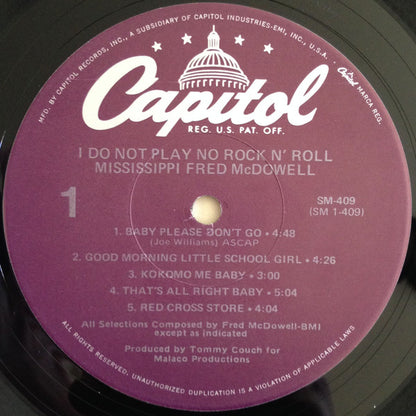 MFD. BY CAPITOL RECORDS, INC., A SUBSIDIARY OF CAPITOL INDUSTRIES-EMI, INC., U.S.A. • Capitol MARCA REG.
Capitol
REG. U.S. PAT. OFF.
I DO NOT PLAY NO ROCK N' ROLL
MISSISSIPPI FRED McDOWELL
1
SM-409
(SM 1-409)
1. BABY PLEASE DON'T GO • 4:48
(Joe Williams) ASCAP
2. GOOD MORNING LITTLE SCHOOL GIRL • 4:26
3. KOKOMO ME BABY • 3:00
4. THAT'S ALL RIGHT BABY • 5:04
5. RED CROSS STORE • 4:04
All Selections Composed by Fred McDowell-BMI
except as indicated
Produced by Tommy Couch for
Malaco Productions
ALL RIGHTS RESERVED. UNAUTHORIZED DUPLICATION IS A VIOLATION OF APPLICABLE LAWS